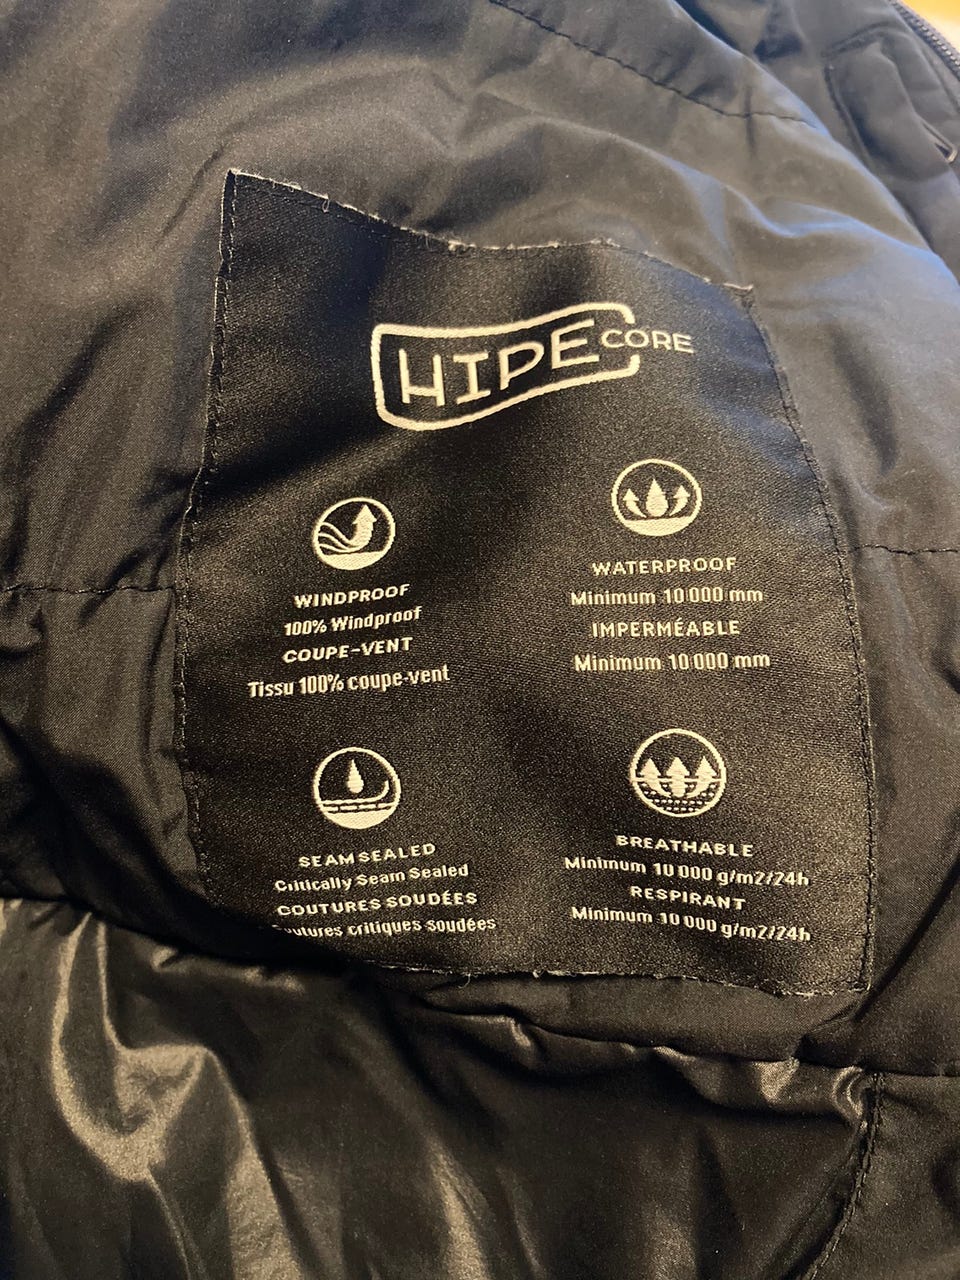 HIPE CORE
WINDPROOF
100% Windproof
COUPE-VENT
Tissu 100% coupe-vent
WATERPROOF
Minimum 10 000 mm
IMPERMÉABLE
Minimum 10 000 mm
SEAM SEALED
Critically Seam Sealed
COUTURES SOUDÉES
Coutures critiques soudées
BREATHABLE
Minimum 10 000 g/m2/24h
RESPIRANT
Minimum 10 000 g/m2/24h